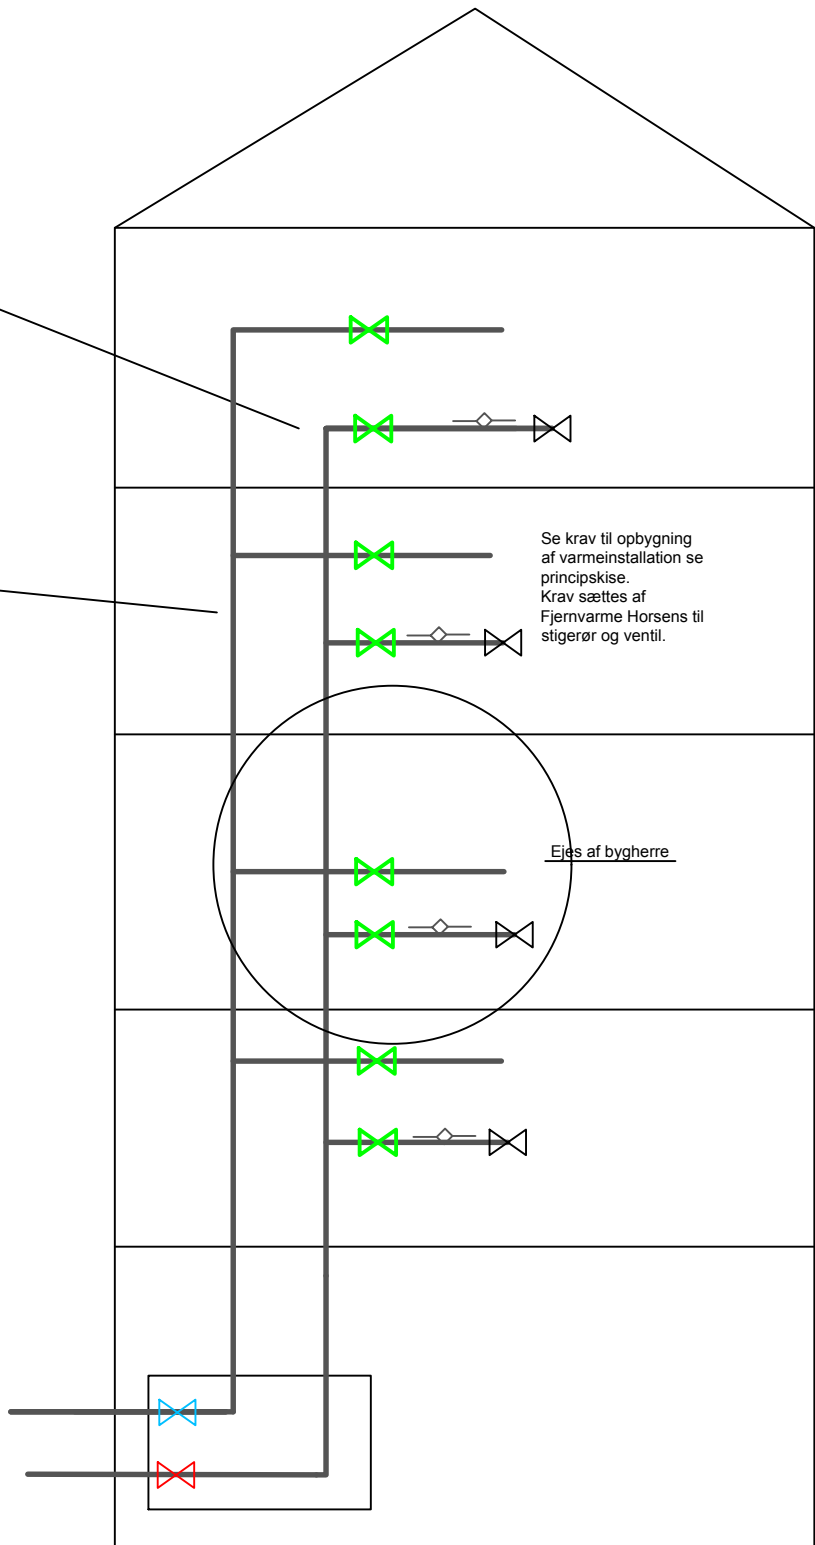 Se krav til opbygning
af varmeinstallation se
principskise.
Krav sættes af
Fjernvarme Horsens til
stigerør og ventil.
Ejes af bygherre